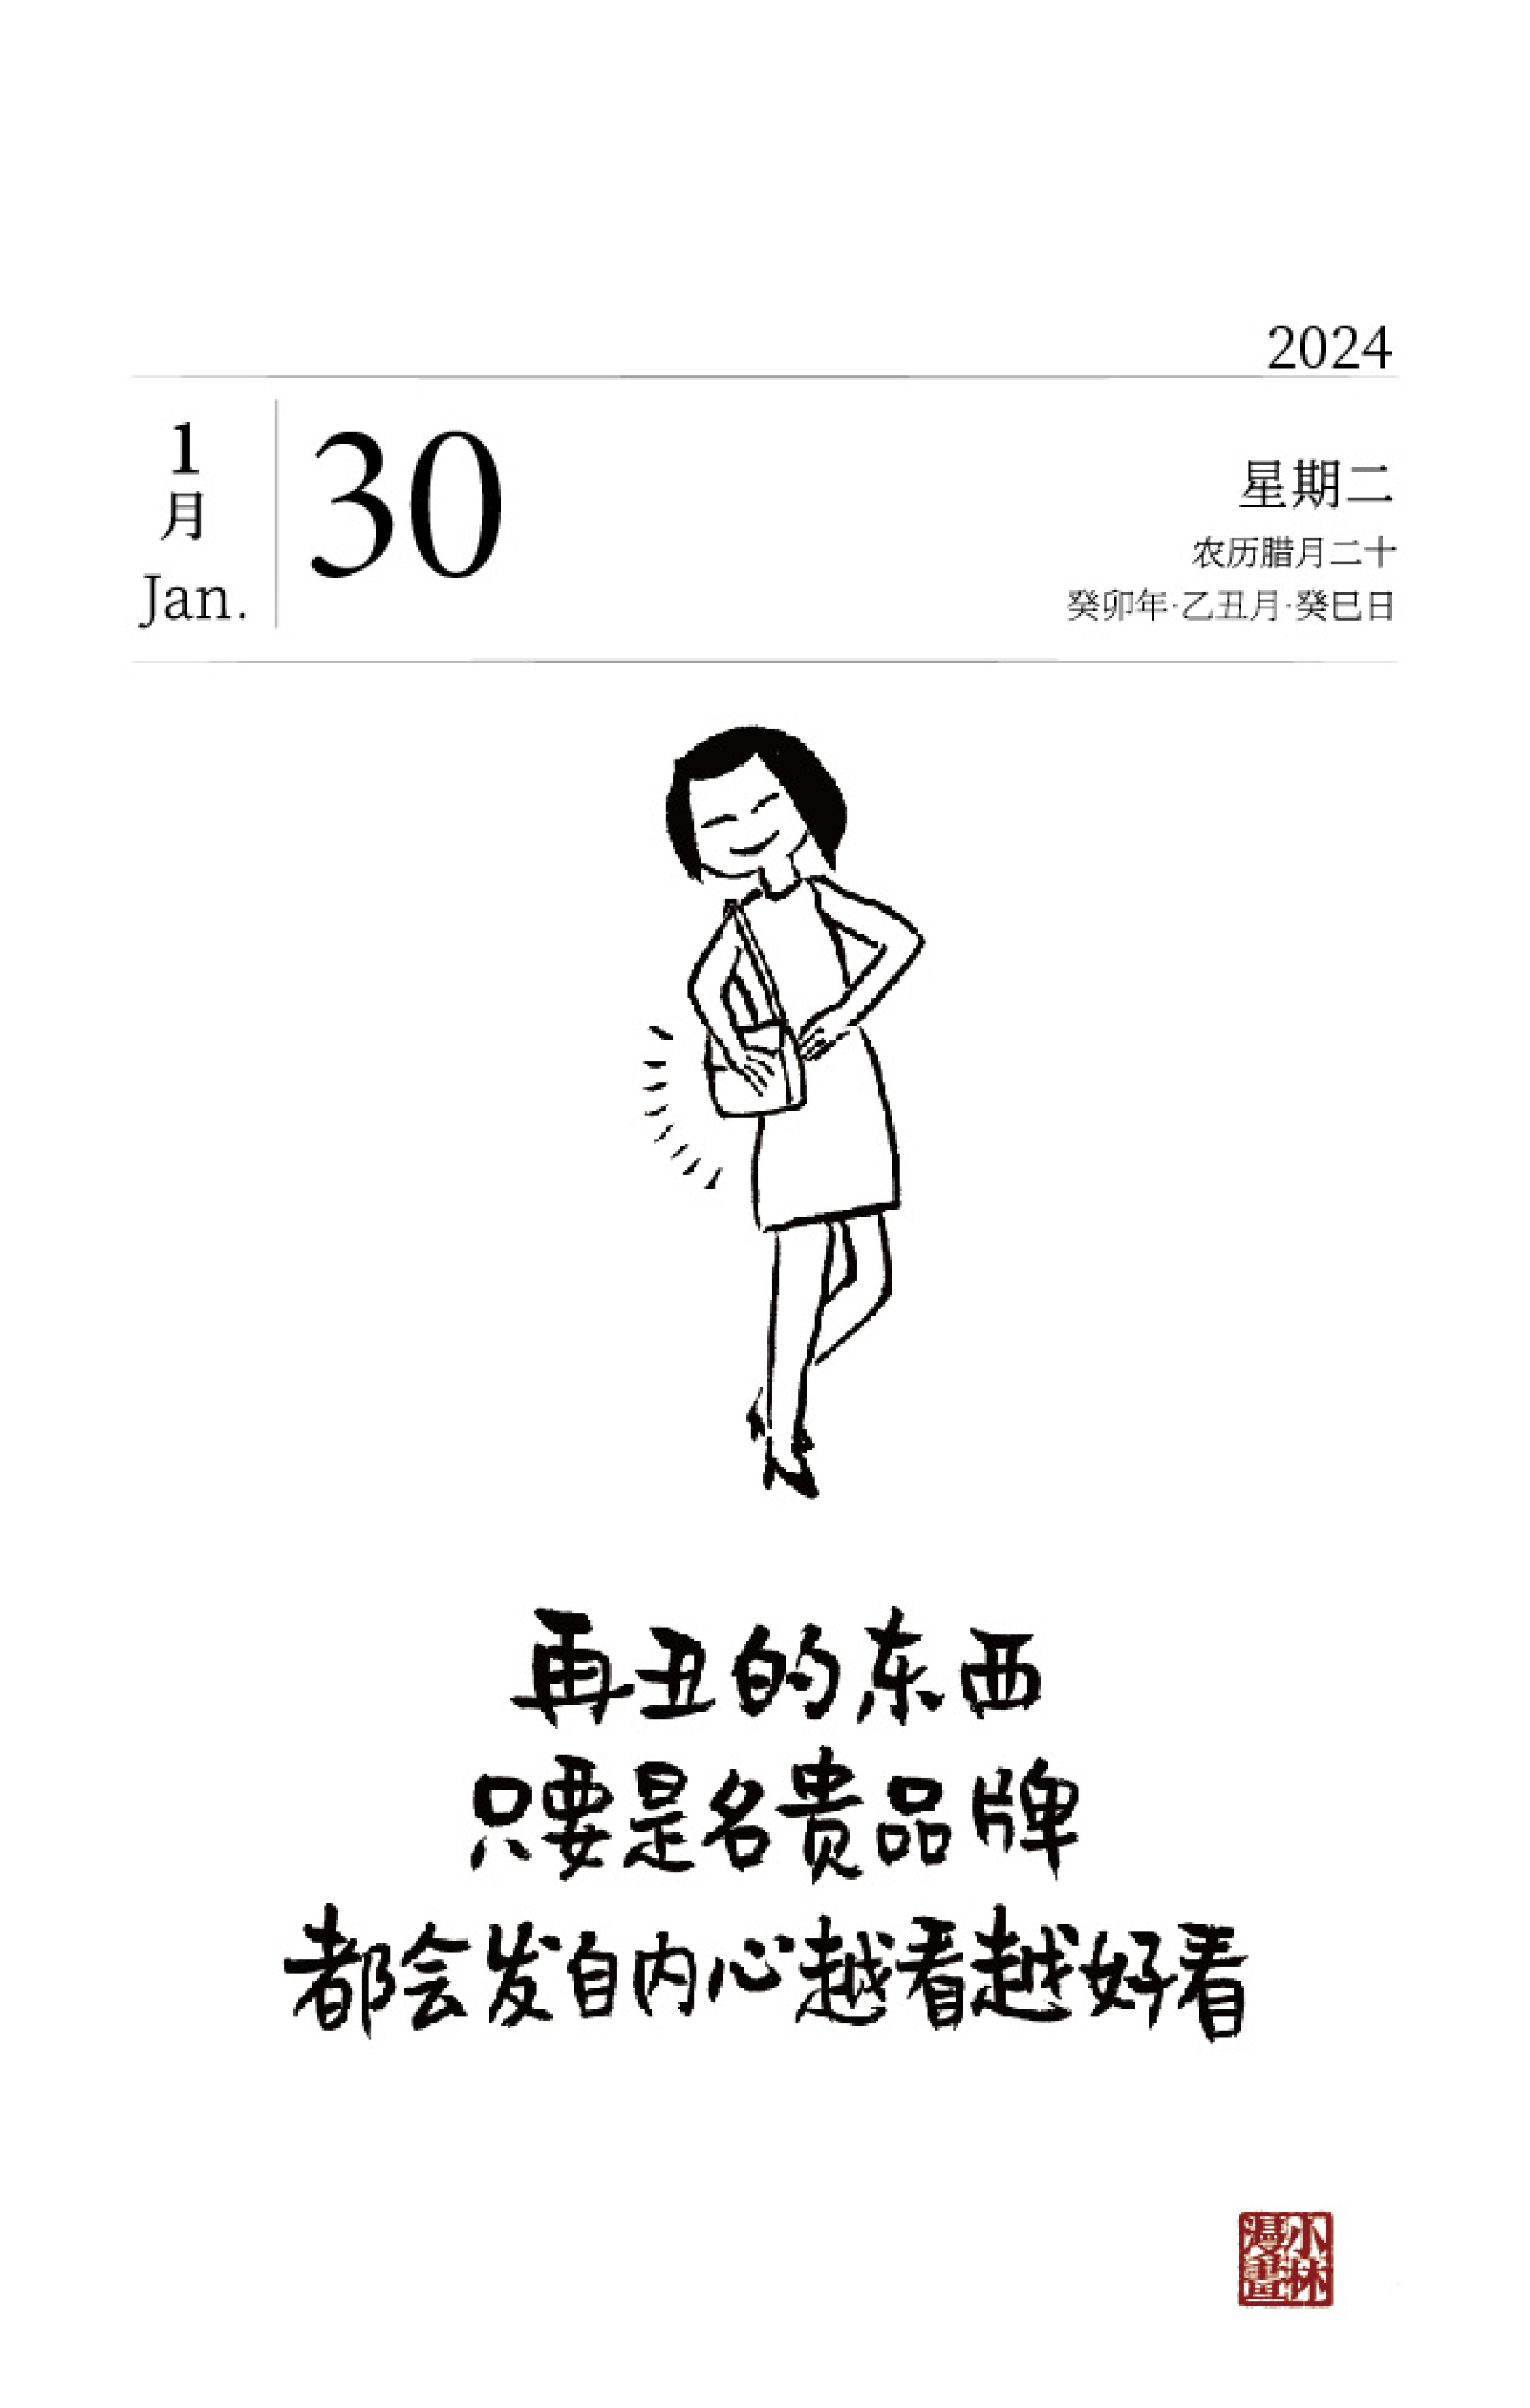 2024
1
月
Jan.
30
星期二
农历腊月二十
癸卯年·乙丑月·癸巳日
再丑的东西
只要是名贵品牌
都会发自内心越看越好看
小林
漫畫